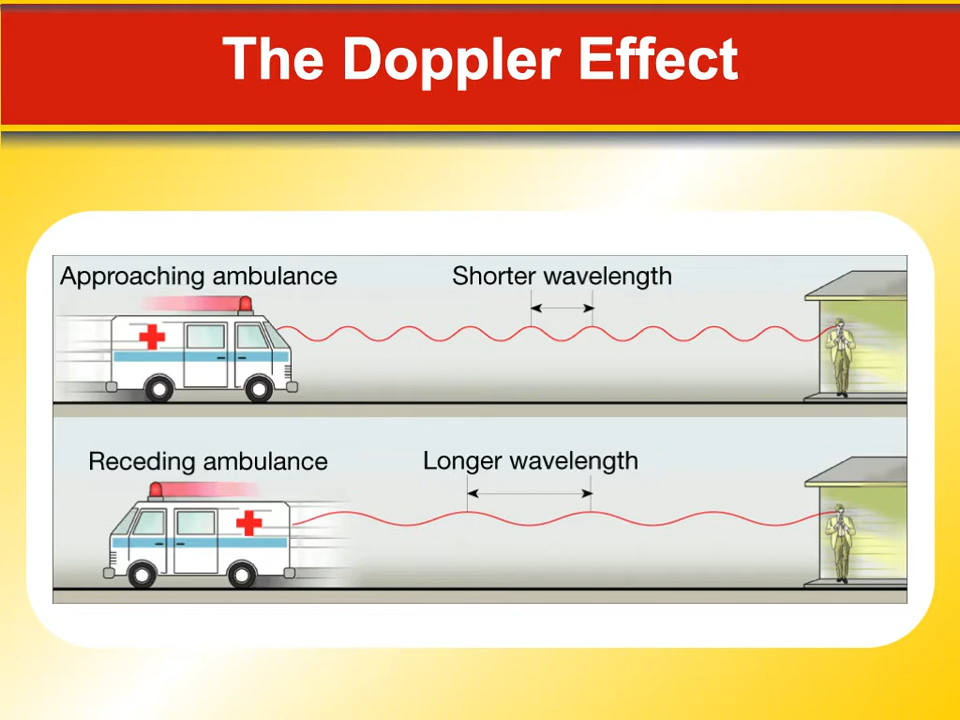 The Doppler Effect
Approaching ambulance
Shorter wavelength
Receding ambulance
Longer wavelength